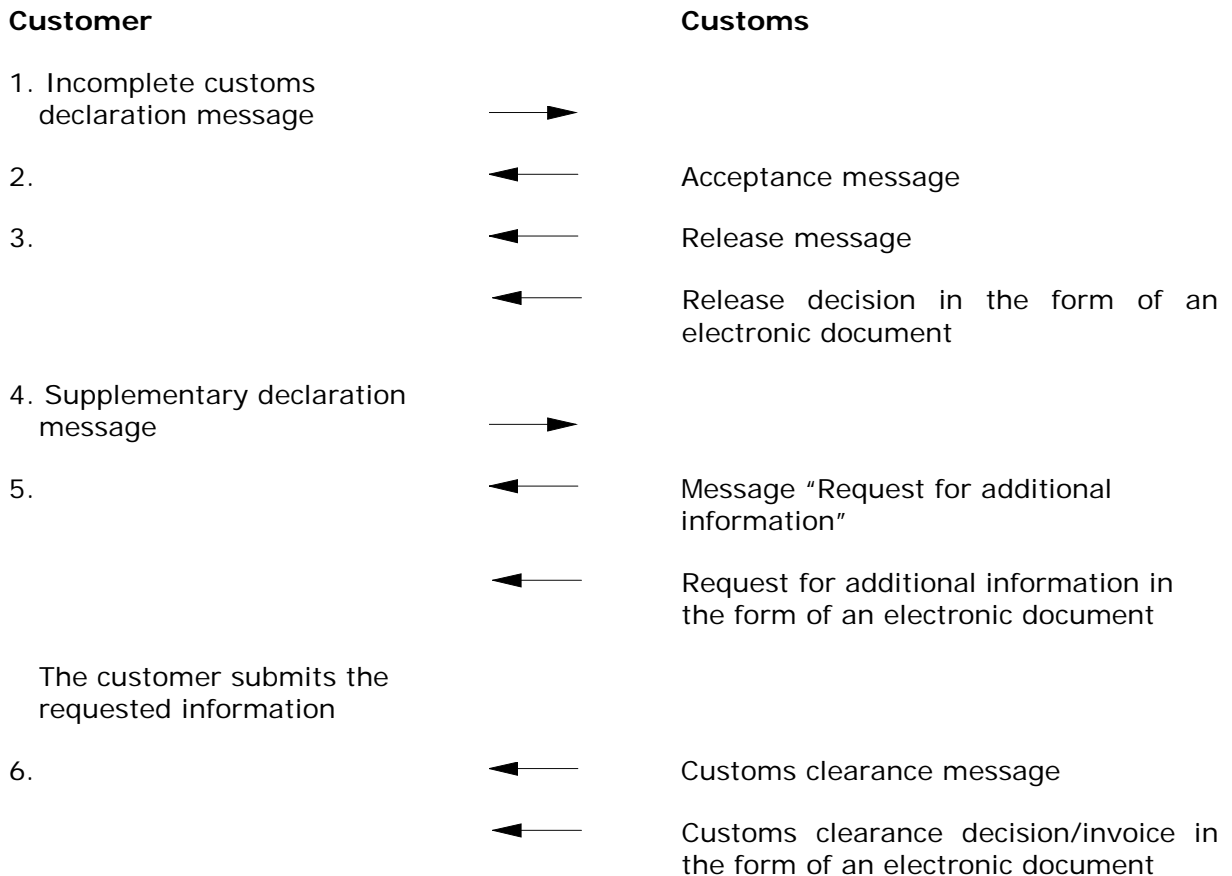 Customer Customs
1. Incomplete customs
declaration message
2. Acceptance message
3. Release message
Release decision in the form of an
electronic document
4. Supplementary declaration
message
5. Message “Request for additional
information”
Request for additional information in
the form of an electronic document
The customer submits the
requested information
6. Customs clearance message
Customs clearance decision/invoice in
the form of an electronic document